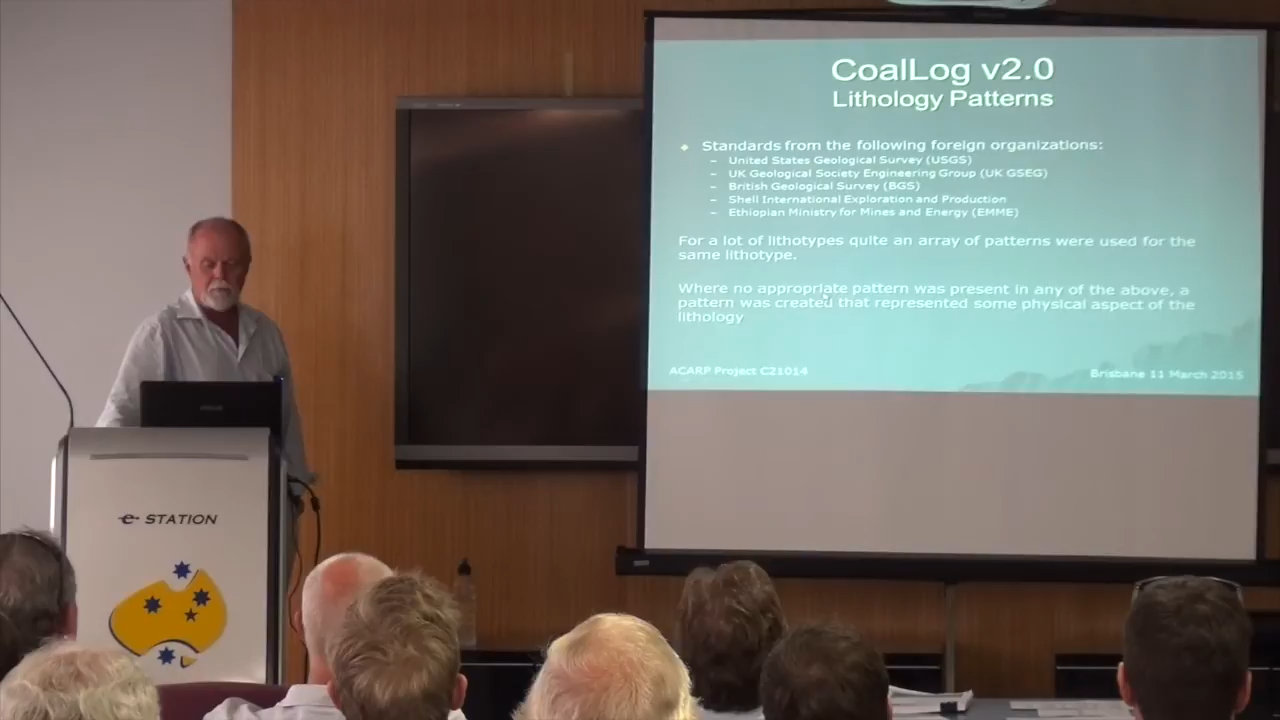 CoalLog v2.0
Lithology Patterns
Standards from the following foreign organizations:
– United States Geological Survey (USGS)
– UK Geological Society Engineering Group (UK GSEG)
– British Geological Survey (BGS)
– Shell International Exploration and Production
– Ethiopian Ministry for Mines and Energy (EMME)
For a lot of lithotypes quite an array of patterns were used for the
same lithotype.
Where no appropriate pattern was present in any of the above, a
pattern was created that represented some physical aspect of the
lithology
ACARP Project C21014
Brisbane 11 March 2015
e-STATION